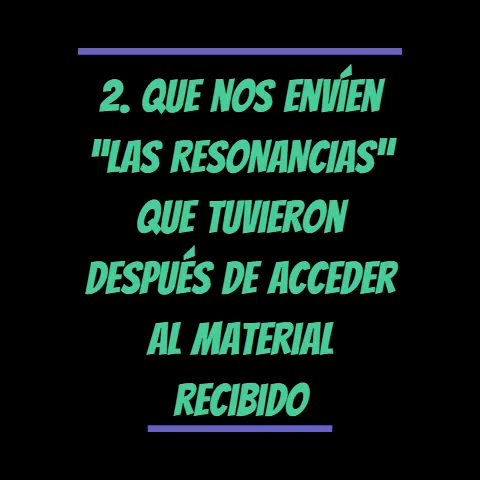 2. QUE NOS ENVÍEN
"LAS RESONANCIAS"
QUE TUVIERON
DESPUÉS DE ACCEDER
AL MATERIAL
RECIBIDO